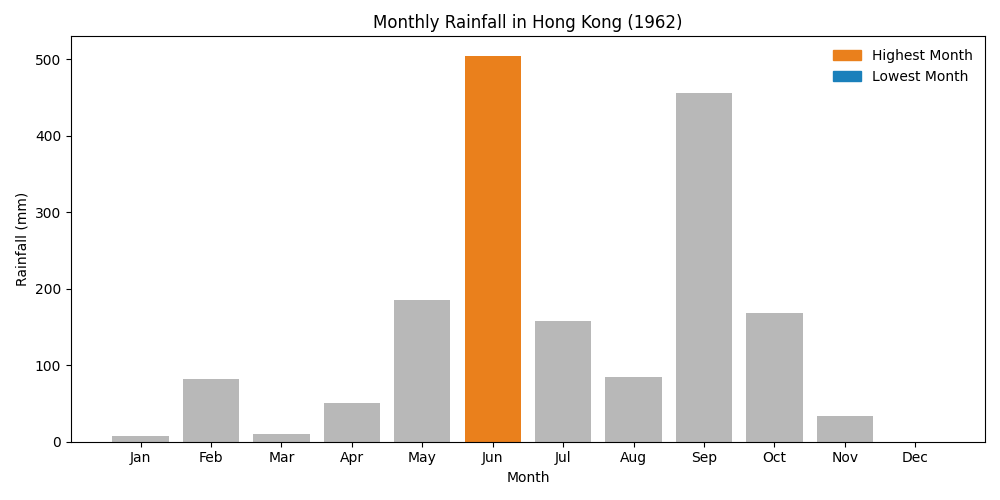 Monthly Rainfall in Hong Kong (1962)
Highest Month
Lowest Month
Rainfall (mm)
500
400
300
200
100
0
Jan Feb Mar Apr May Jun Jul Aug Sep Oct Nov Dec
Month